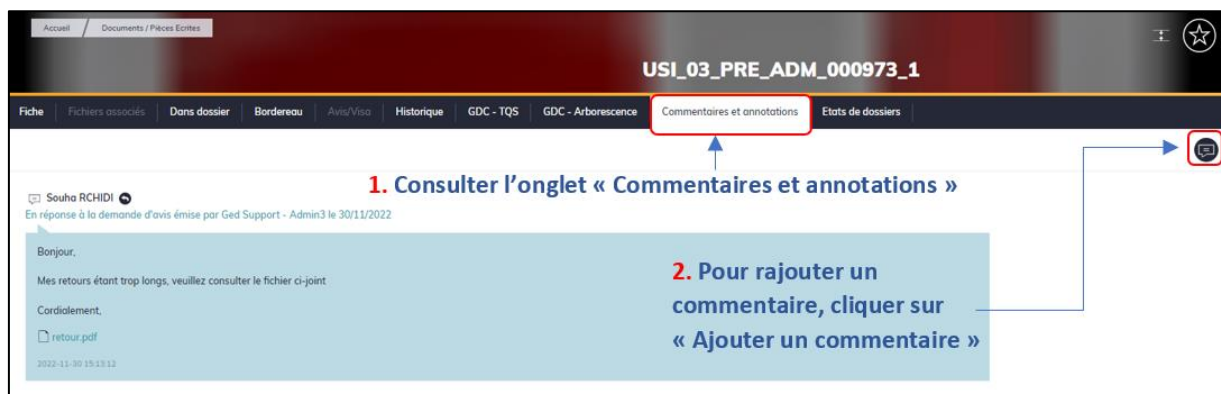 Accueil / Documents / Pièces Ecrites
USI_03_PRE_ADM_000973_1
Fiche Fichiers associés Dans dossier Bordereau Avis/Visa Historique GDC - TQS GDC - Arborescence Commentaires et annotations Etats de dossiers
1. Consulter l'onglet « Commentaires et annotations »
Souha RCHIDI
En réponse à la demande d'avis émise par Ged Support - Admin3 le 30/11/2022
Bonjour,
Mes retours étant trop longs, veuillez consulter le fichier ci-joint
Cordialement,
retour.pdf
2022-11-30 15:13:12
2. Pour rajouter un
commentaire, cliquer sur
« Ajouter un commentaire »